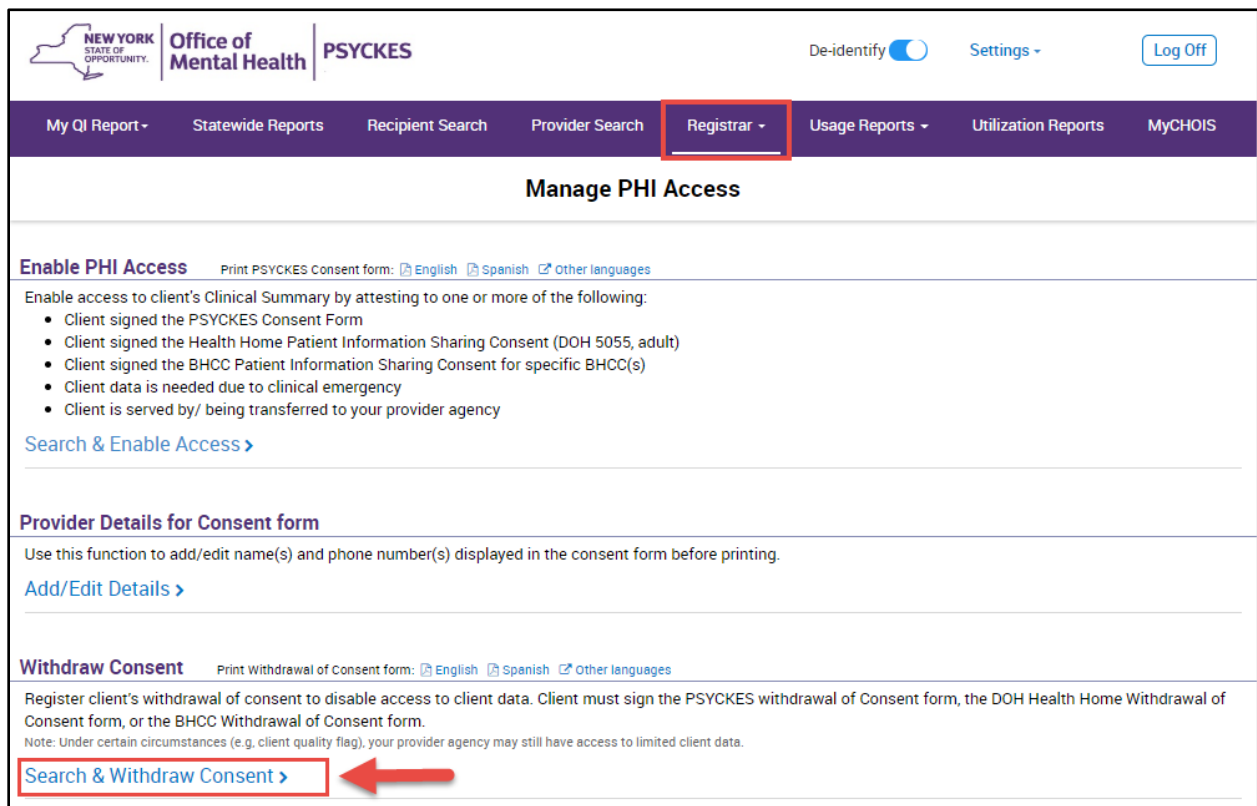 NEW YORK
STATE OF
OPPORTUNITY.
Office of
Mental Health
PSYCKES
De-identify
Settings
Log Off
My QI Report
Statewide Reports
Recipient Search
Provider Search
Registrar
Usage Reports
Utilization Reports
MyCHOIS
Manage PHI Access
Enable PHI Access Print PSYCKES Consent form: English Spanish Other languages
Enable access to client's Clinical Summary by attesting to one or more of the following:
• Client signed the PSYCKES Consent Form
• Client signed the Health Home Patient Information Sharing Consent (DOH 5055, adult)
• Client signed the BHCC Patient Information Sharing Consent for specific BHCC(s)
• Client data is needed due to clinical emergency
• Client is served by/ being transferred to your provider agency
Search & Enable Access >
Provider Details for Consent form
Use this function to add/edit name(s) and phone number(s) displayed in the consent form before printing.
Add/Edit Details >
Withdraw Consent Print Withdrawal of Consent form: English Spanish Other languages
Register client's withdrawal of consent to disable access to client data. Client must sign the PSYCKES withdrawal of Consent form, the DOH Health Home Withdrawal of
Consent form, or the BHCC Withdrawal of Consent form.
Note: Under certain circumstances (e.g, client quality flag), your provider agency may still have access to limited client data.
Search & Withdraw Consent >